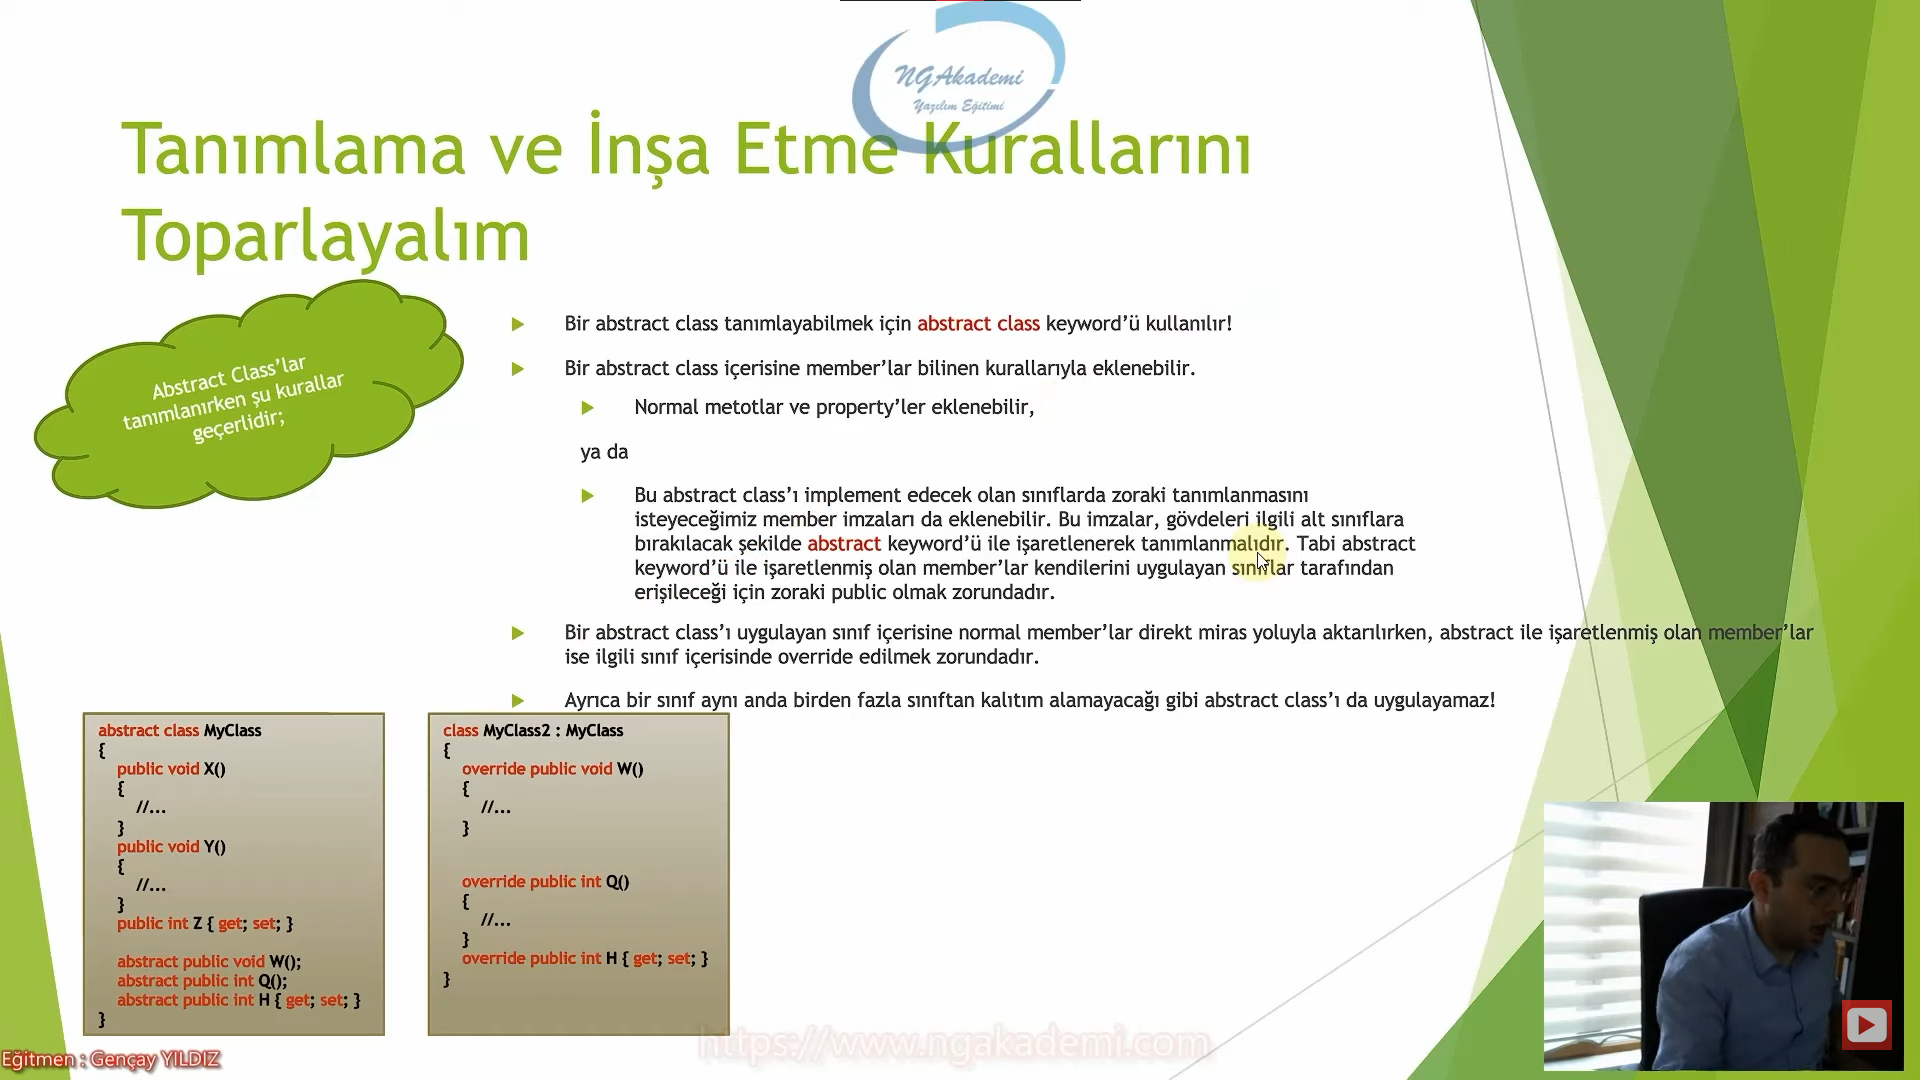 NGAkademi
Yazılım Eğitimi
Tanımlama ve İnşa Etme Kurallarını
Toparlayalım
Abstract Class’lar
tanımlanırken şu kurallar
geçerlidir;
Bir abstract class tanımlayabilmek için abstract class keyword’ü kullanılır!
Bir abstract class içerisine member’lar bilinen kurallarıyla eklenebilir.
Normal metotlar ve property’ler eklenebilir,
ya da
Bu abstract class’ı implement edecek olan sınıflarda zoraki tanımlanmasını
isteyeceğimiz member imzaları da eklenebilir. Bu imzalar, gövdeleri ilgili alt sınıflara
bırakılacak şekilde abstract keyword’ü ile işaretlenerek tanımlanmalıdır. Tabi abstract
keyword’ü ile işaretlenmiş olan member’lar kendilerini uygulayan sınıflar tarafından
erişileceği için zoraki public olmak zorundadır.
Bir abstract class’ı uygulayan sınıf içerisine normal member’lar direkt miras yoluyla aktarılırken, abstract ile işaretlenmiş olan member’lar
ise ilgili sınıf içerisinde override edilmek zorundadır.
Ayrıca bir sınıf aynı anda birden fazla sınıftan kalıtım alamayacağı gibi abstract class’ı da uygulayamaz!
abstract class MyClass
{
public void X()
{
//...
}
public void Y()
{
//...
}
public int Z { get; set; }
abstract public void W();
abstract public int Q();
abstract public int H { get; set; }
}
class MyClass2 : MyClass
{
override public void W()
{
//...
}
override public int Q()
{
//...
}
override public int H { get; set; }
}
https://www.ngakademi.com
Eğitmen : Gençay YILDIZ